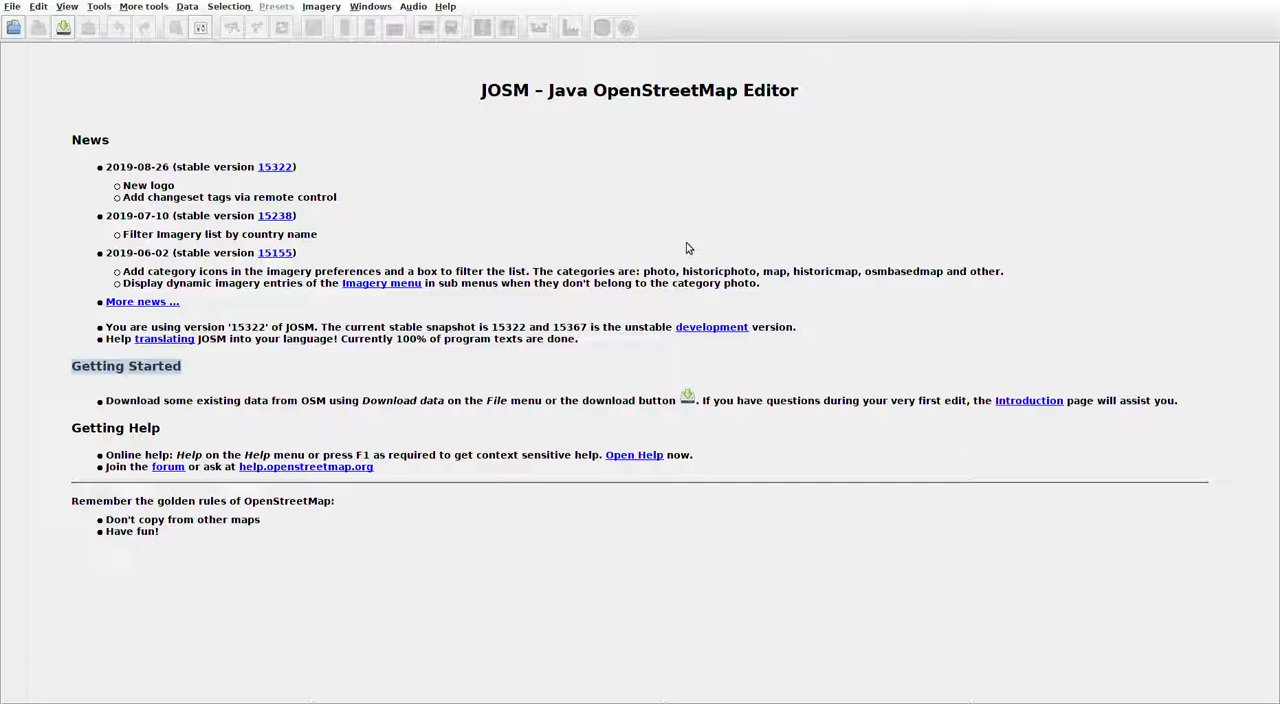 File Edit View Tools More tools Data Selection Presets Imagery Windows Audio Help
JOSM – Java OpenStreetMap Editor
News
2019-08-26 (stable version 15322)
New logo
Add changeset tags via remote control
2019-07-10 (stable version 15238)
Filter Imagery list by country name
2019-06-02 (stable version 15155)
Add category icons in the imagery preferences and a box to filter the list. The categories are: photo, historicphoto, map, historicmap, osmbasedmap and other.
Display dynamic imagery entries of the Imagery menu in sub menus when they don't belong to the category photo.
More news ...
You are using version '15322' of JOSM. The current stable snapshot is 15322 and 15367 is the unstable development version.
Help translating JOSM into your language! Currently 100% of program texts are done.
Getting Started
Download some existing data from OSM using Download data on the File menu or the download button . If you have questions during your very first edit, the Introduction page will assist you.
Getting Help
Online help: Help on the Help menu or press F1 as required to get context sensitive help. Open Help now.
Join the forum or ask at help.openstreetmap.org
Remember the golden rules of OpenStreetMap:
Don't copy from other maps
Have fun!